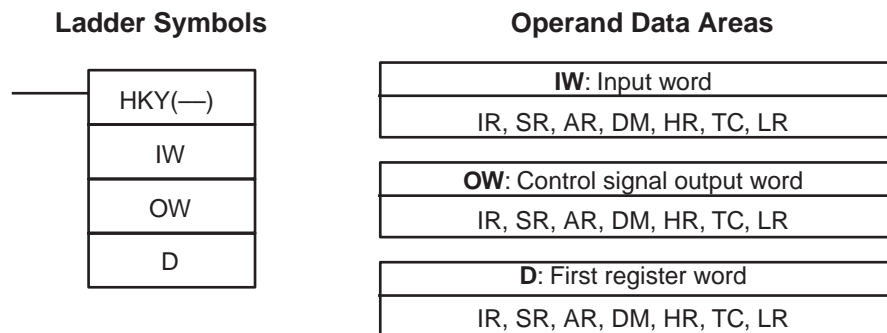 Ladder Symbols
HKY(—)
IW
OW
D
Operand Data Areas
IW: Input word
IR, SR, AR, DM, HR, TC, LR
OW: Control signal output word
IR, SR, AR, DM, HR, TC, LR
D: First register word
IR, SR, AR, DM, HR, TC, LR